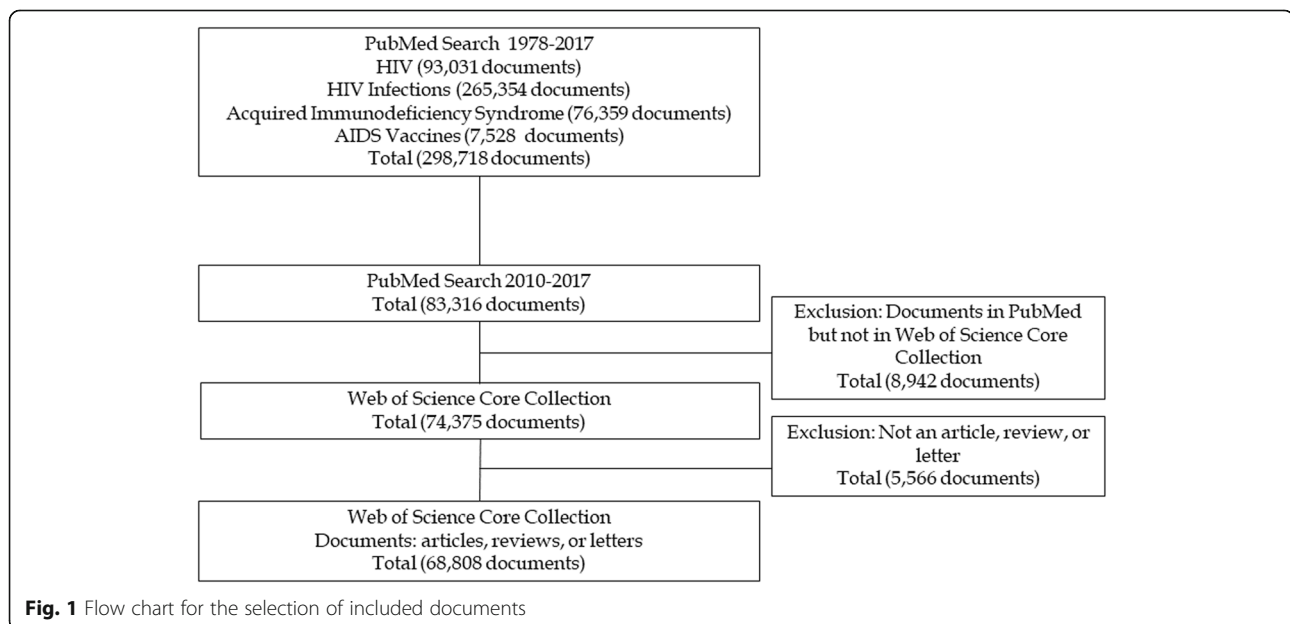 PubMed Search 1978-2017
HIV (93,031 documents)
HIV Infections (265,354 documents)
Acquired Immunodeficiency Syndrome (76,359 documents)
AIDS Vaccines (7,528 documents)
Total (298,718 documents)
PubMed Search 2010-2017
Total (83,316 documents)
Exclusion: Documents in PubMed
but not in Web of Science Core
Collection
Total (8,942 documents)
Web of Science Core Collection
Total (74,375 documents)
Exclusion: Not an article, review, or
letter
Total (5,566 documents)
Web of Science Core Collection
Documents: articles, reviews, or letters
Total (68,808 documents)
Fig. 1 Flow chart for the selection of included documents